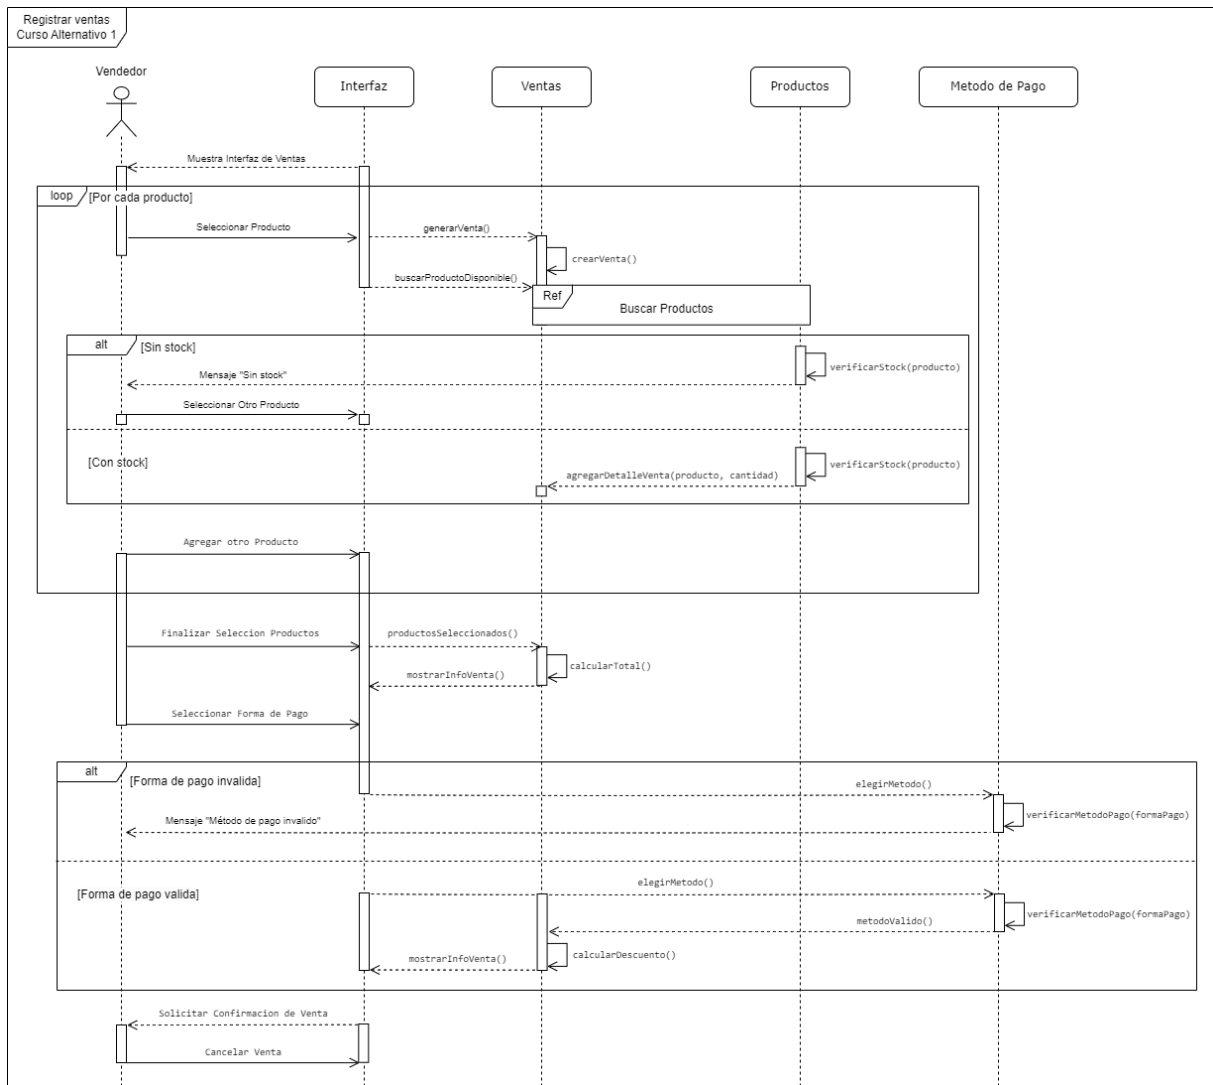 Registrar ventas
Curso Alternativo 1
Vendedor
Interfaz
Ventas
Productos
Metodo de Pago
Muestra Interfaz de Ventas
loop
[Por cada producto]
Seleccionar Producto
generarVenta()
crearVenta()
buscarProductoDisponible()
Ref
Buscar Productos
alt
[Sin stock]
verificarStock(producto)
Mensaje "Sin stock"
Seleccionar Otro Producto
[Con stock]
verificarStock(producto)
agregarDetalleVenta(producto, cantidad)
Agregar otro Producto
Finalizar Seleccion Productos
productosSeleccionados()
calcularTotal()
mostrarInfoVenta()
Seleccionar Forma de Pago
alt
[Forma de pago invalida]
elegirMetodo()
verificarMetodoPago(formaPago)
Mensaje "Método de pago invalido"
[Forma de pago valida]
elegirMetodo()
verificarMetodoPago(formaPago)
metodoValido()
calcularDescuento()
mostrarInfoVenta()
Solicitar Confirmacion de Venta
Cancelar Venta